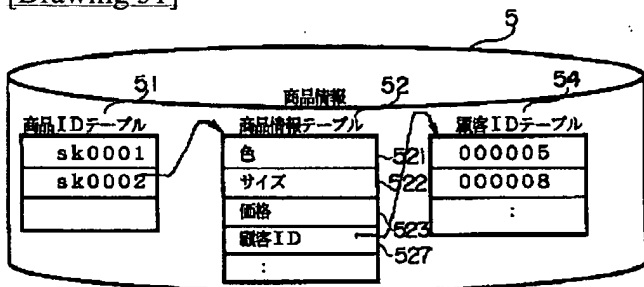 [Drawing 51]
5
商品情報
51
商品IDテーブル
sk0001
sk0002
52
商品情報テーブル
色
521
サイズ
522
価格
523
顧客ID
527
:
54
顧客IDテーブル
000005
000008
: